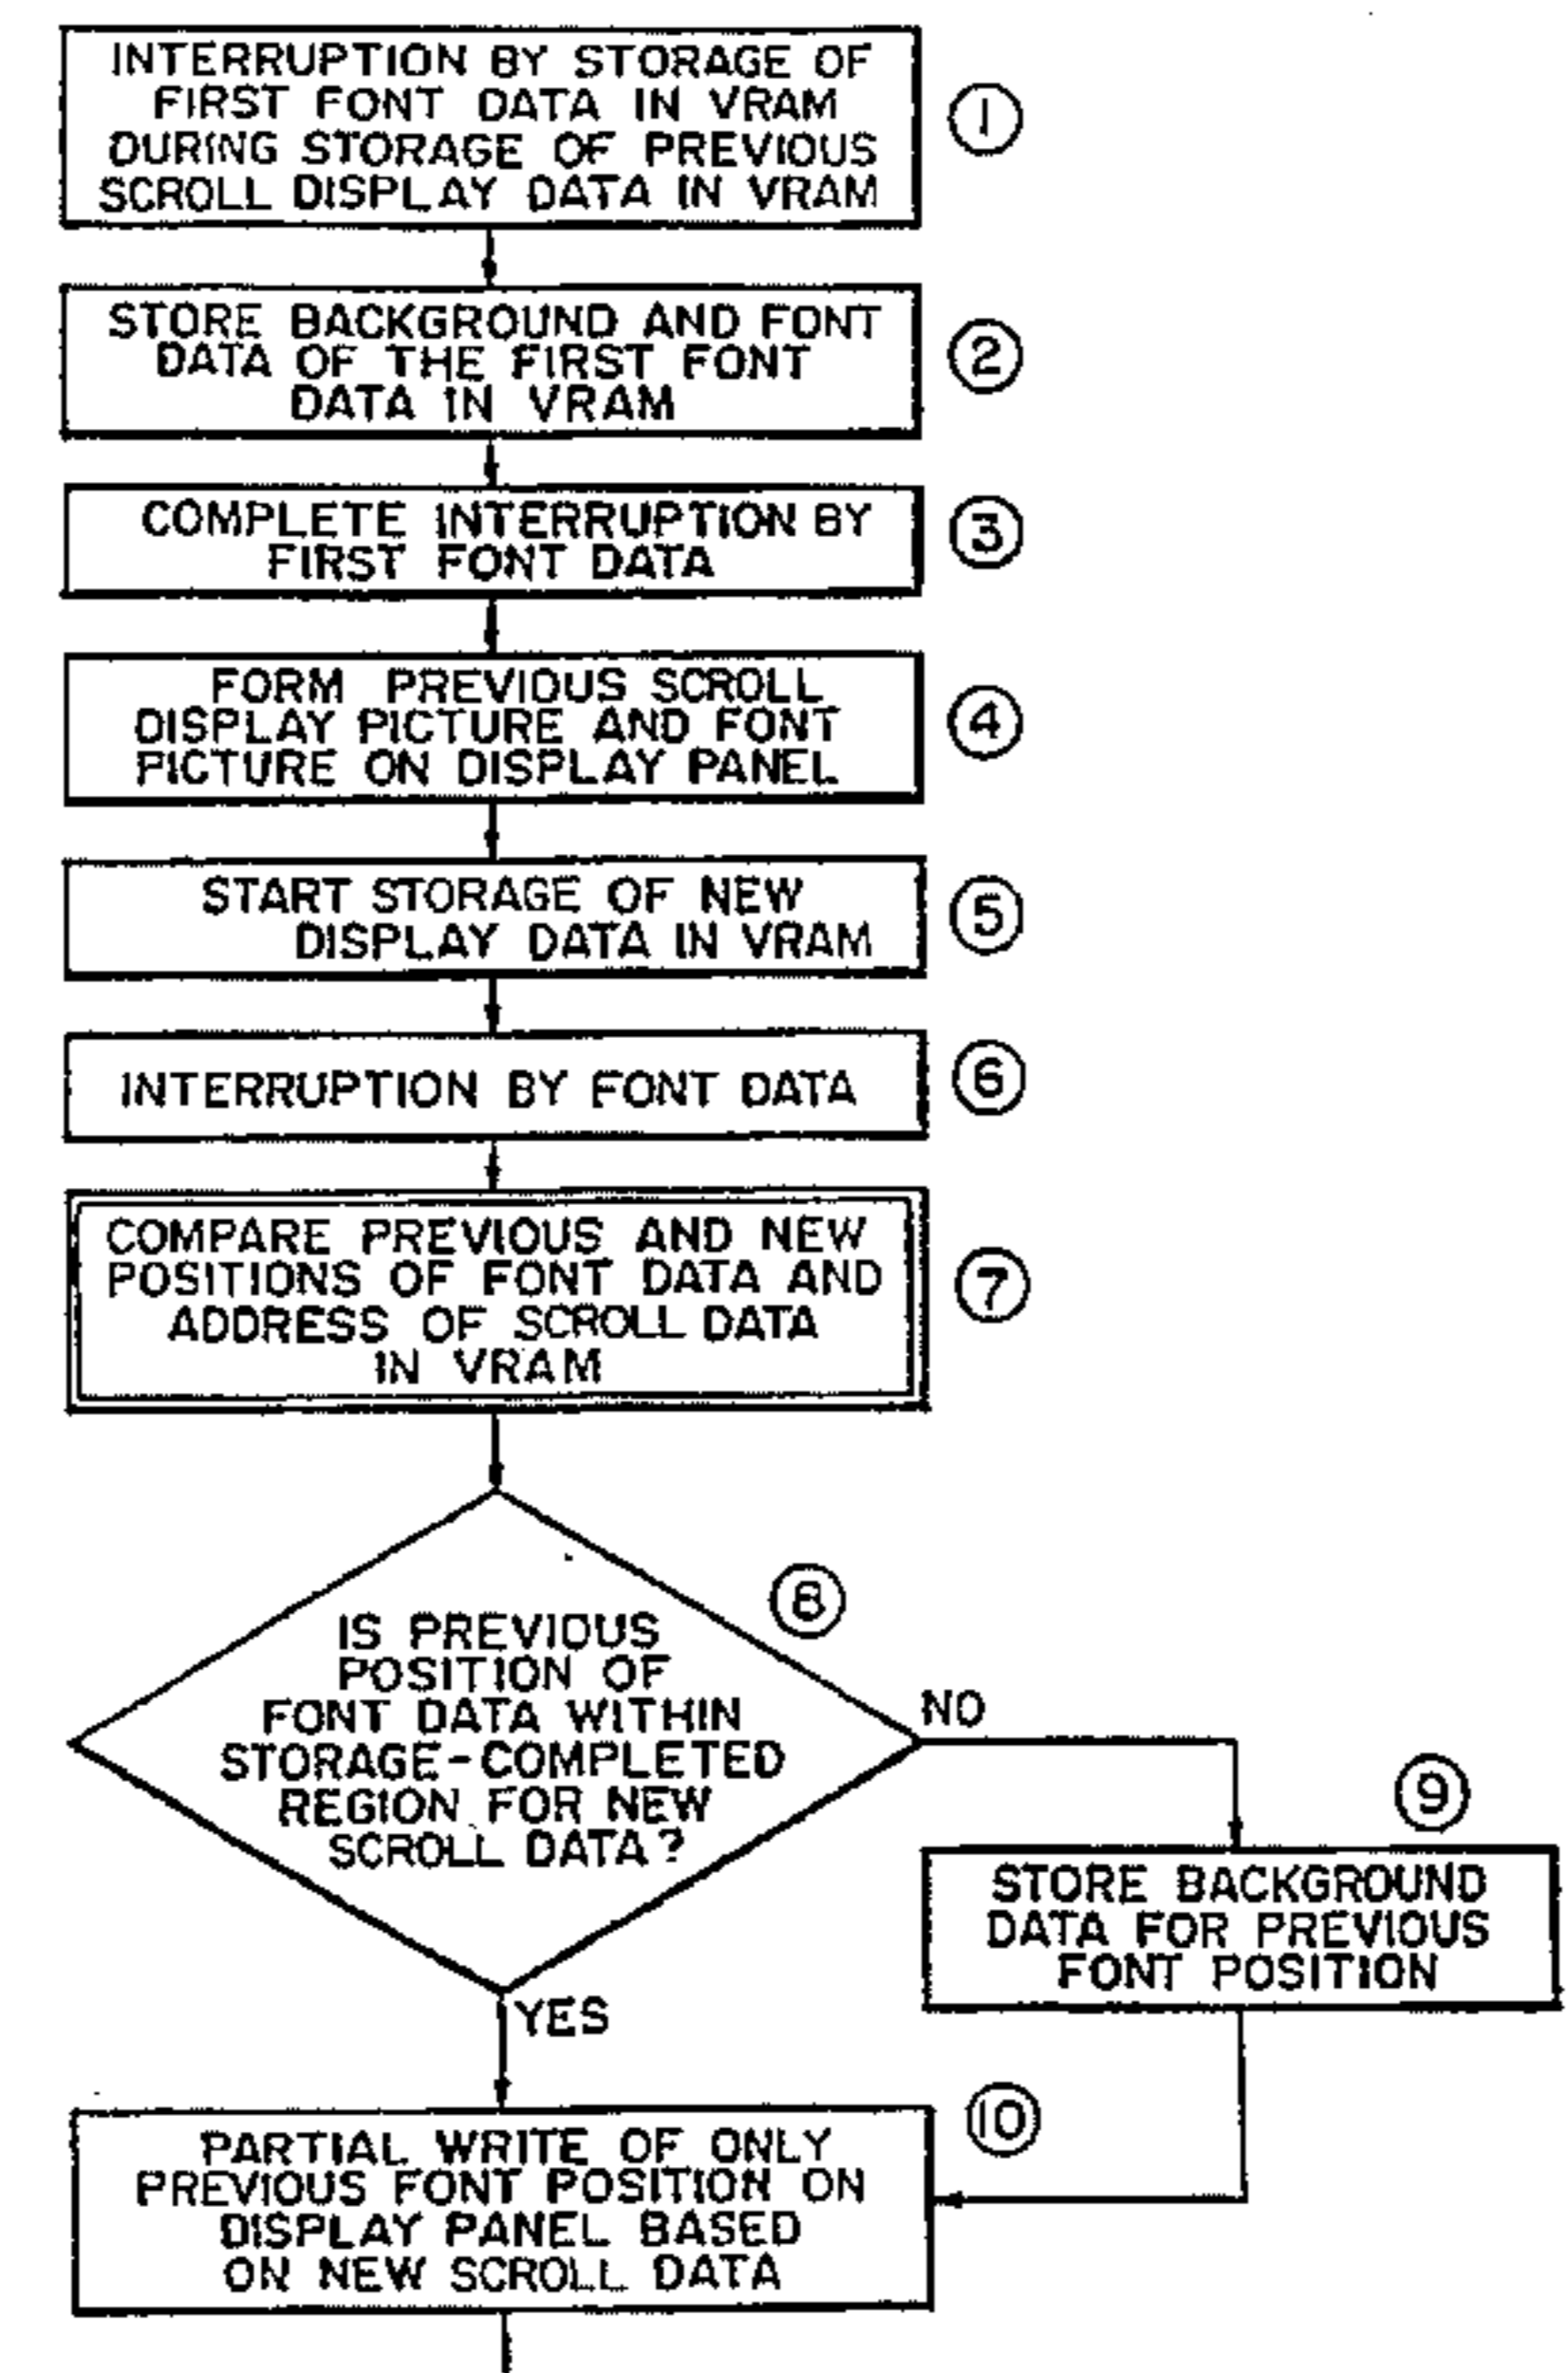 INTERRUPTION BY STORAGE OF
FIRST FONT DATA IN VRAM
DURING STORAGE OF PREVIOUS
SCROLL DISPLAY DATA IN VRAM
1
STORE BACKGROUND AND FONT
DATA OF THE FIRST FONT
DATA IN VRAM
2
COMPLETE INTERRUPTION BY
FIRST FONT DATA
3
FORM PREVIOUS SCROLL
DISPLAY PICTURE AND FONT
PICTURE ON DISPLAY PANEL
4
START STORAGE OF NEW
DISPLAY DATA IN VRAM
5
INTERRUPTION BY FONT DATA
6
COMPARE PREVIOUS AND NEW
POSITIONS OF FONT DATA AND
ADDRESS OF SCROLL DATA
IN VRAM
7
8
IS PREVIOUS
POSITION OF
FONT DATA WITHIN
STORAGE-COMPLETED
REGION FOR NEW
SCROLL DATA?
NO
9
STORE BACKGROUND
DATA FOR PREVIOUS
FONT POSITION
YES
10
PARTIAL WRITE OF ONLY
PREVIOUS FONT POSITION ON
DISPLAY PANEL BASED
ON NEW SCROLL DATA